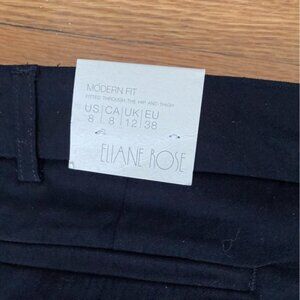 MODERN FIT
FITTED THROUGH THE HIP AND THIGH
US|CA|UK|EU
8|8|12|38
ELIANE ROSE